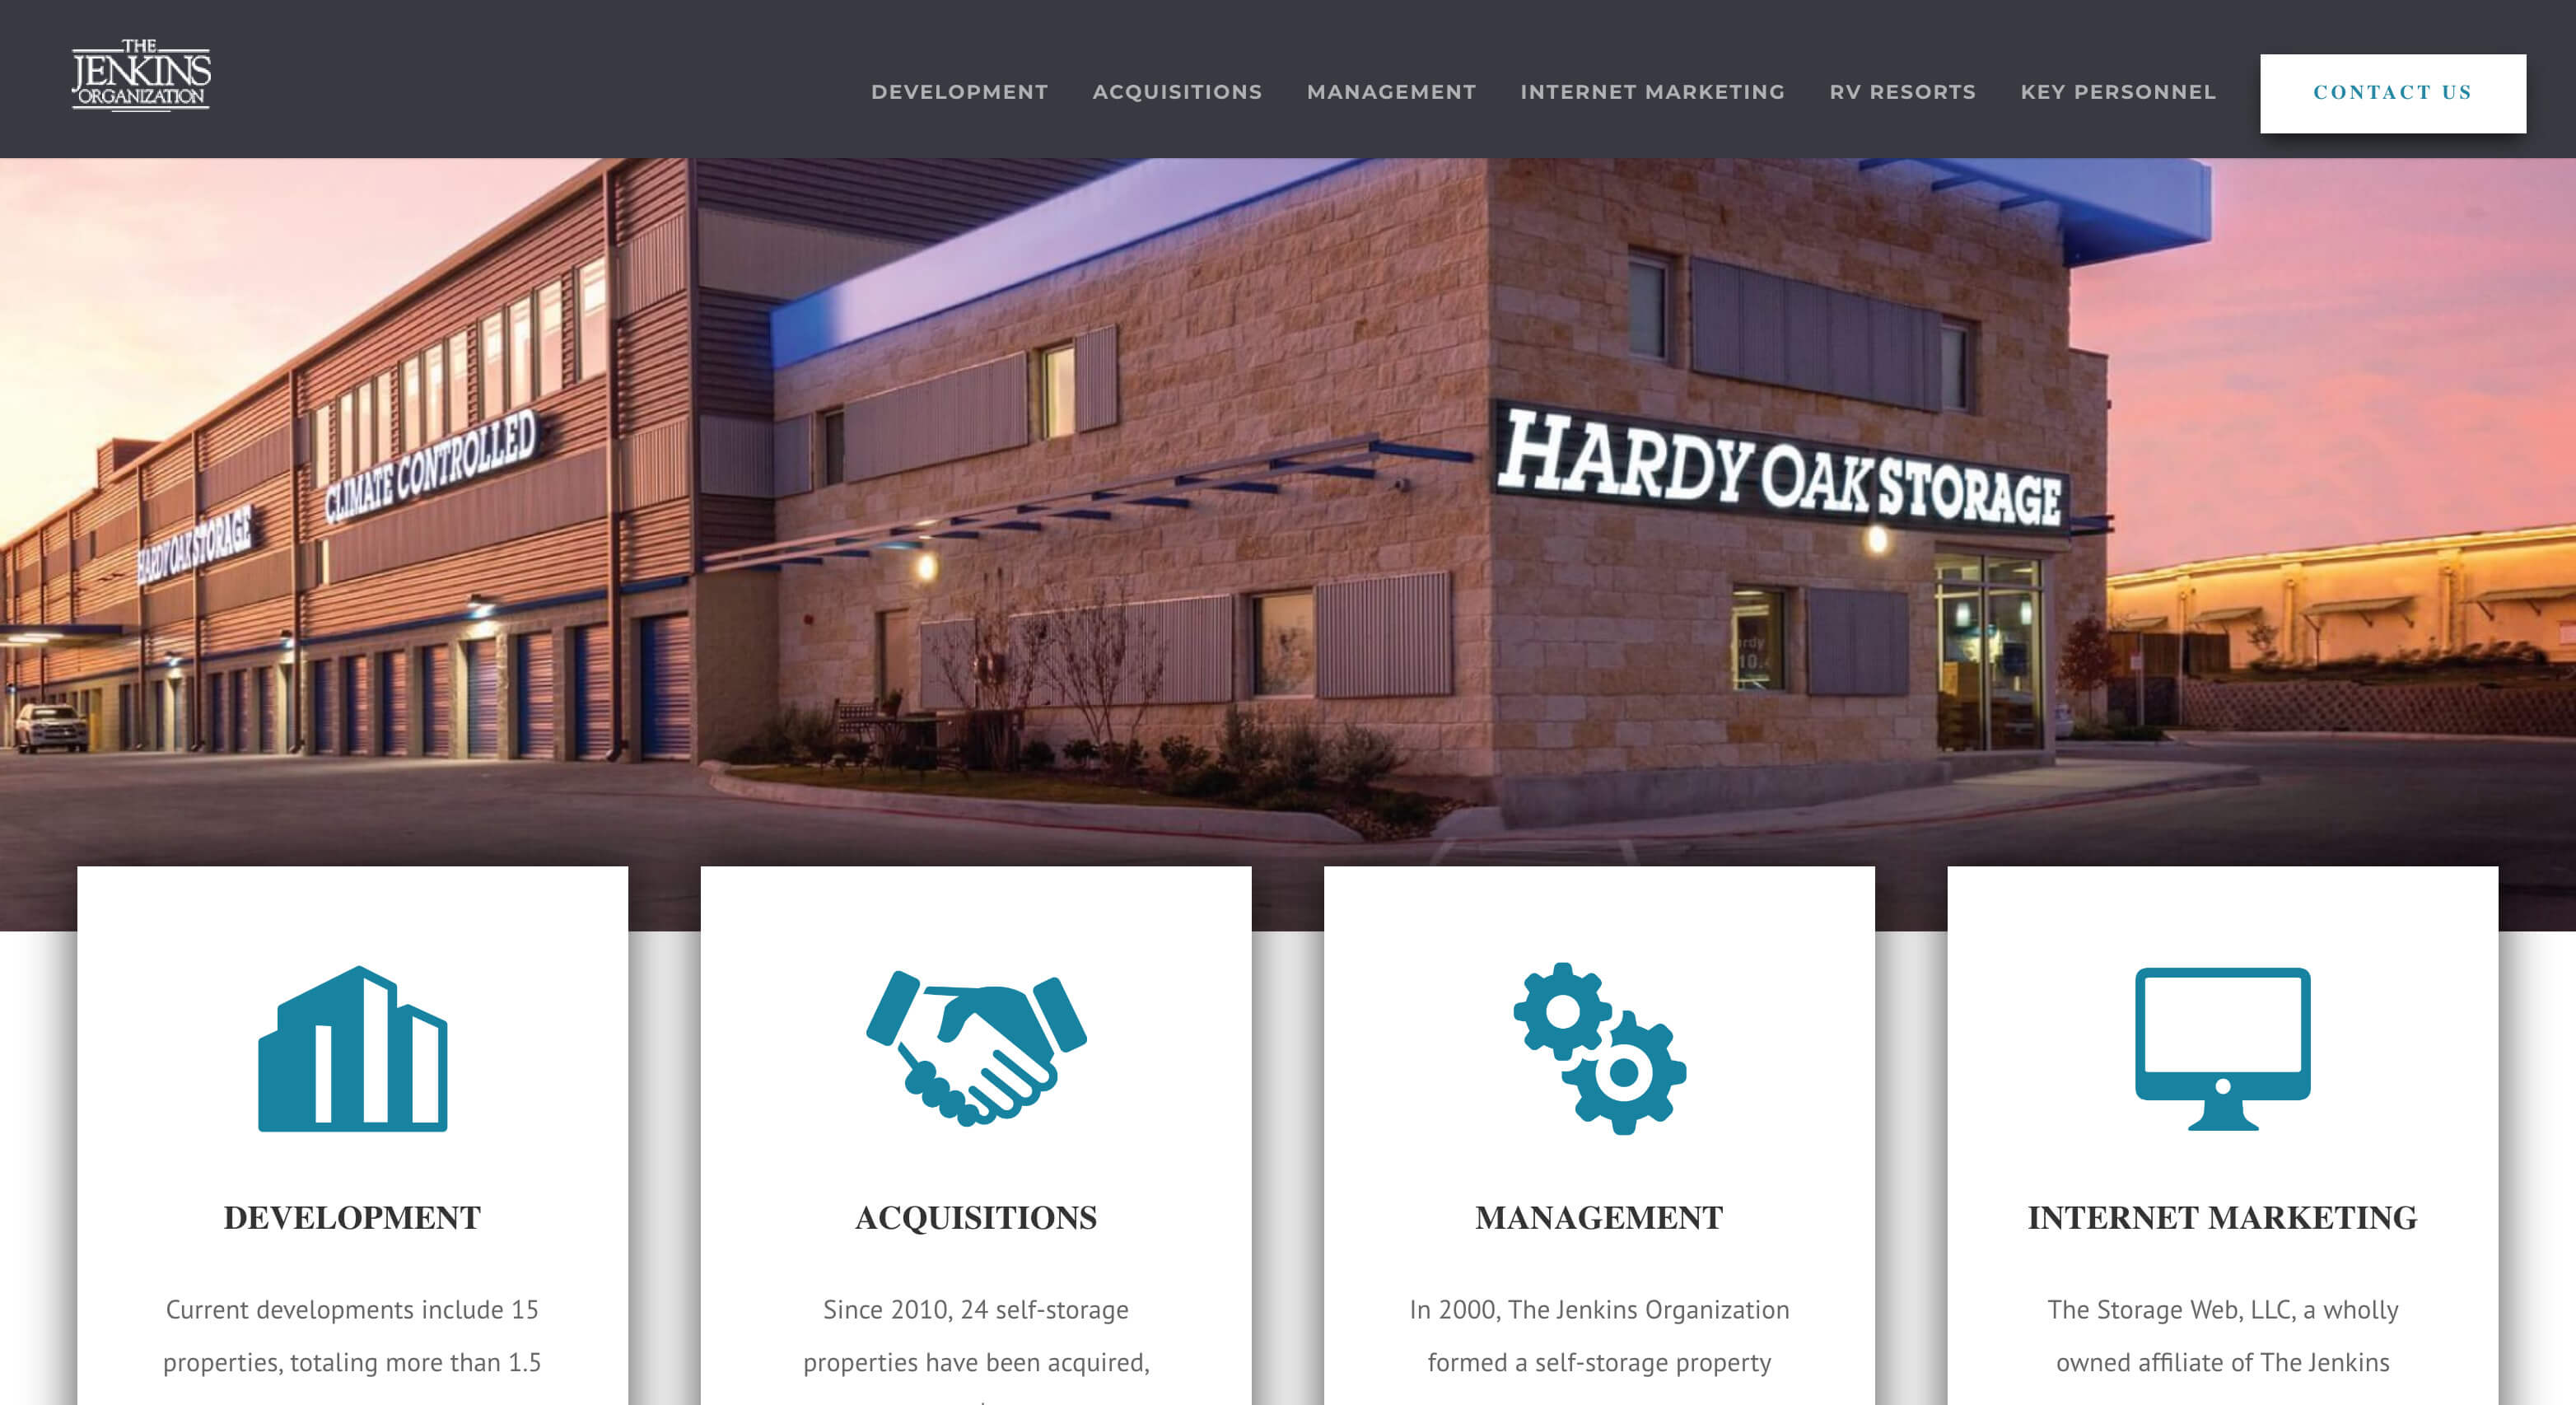 THE
JENKINS
ORGANIZATION
DEVELOPMENT ACQUISITIONS MANAGEMENT INTERNET MARKETING RV RESORTS KEY PERSONNEL CONTACT US
HARDY OAK STORAGE
CLIMATE CONTROLLED
HARDY OAK STORAGE
DEVELOPMENT
Current developments include 15
properties, totaling more than 1.5
ACQUISITIONS
Since 2010, 24 self-storage
properties have been acquired,
MANAGEMENT
In 2000, The Jenkins Organization
formed a self-storage property
INTERNET MARKETING
The Storage Web, LLC, a wholly
owned affiliate of The Jenkins